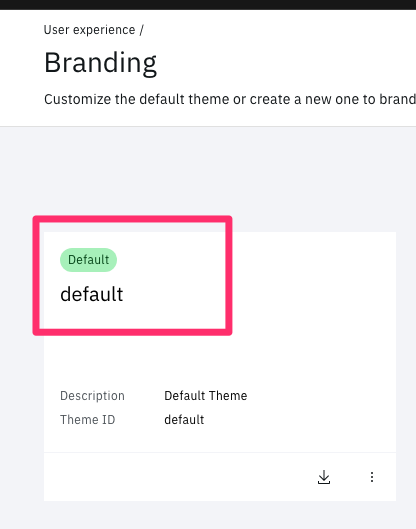 User experience /
Branding
Customize the default theme or create a new one to brand
Default
default
Description Default Theme
Theme ID default